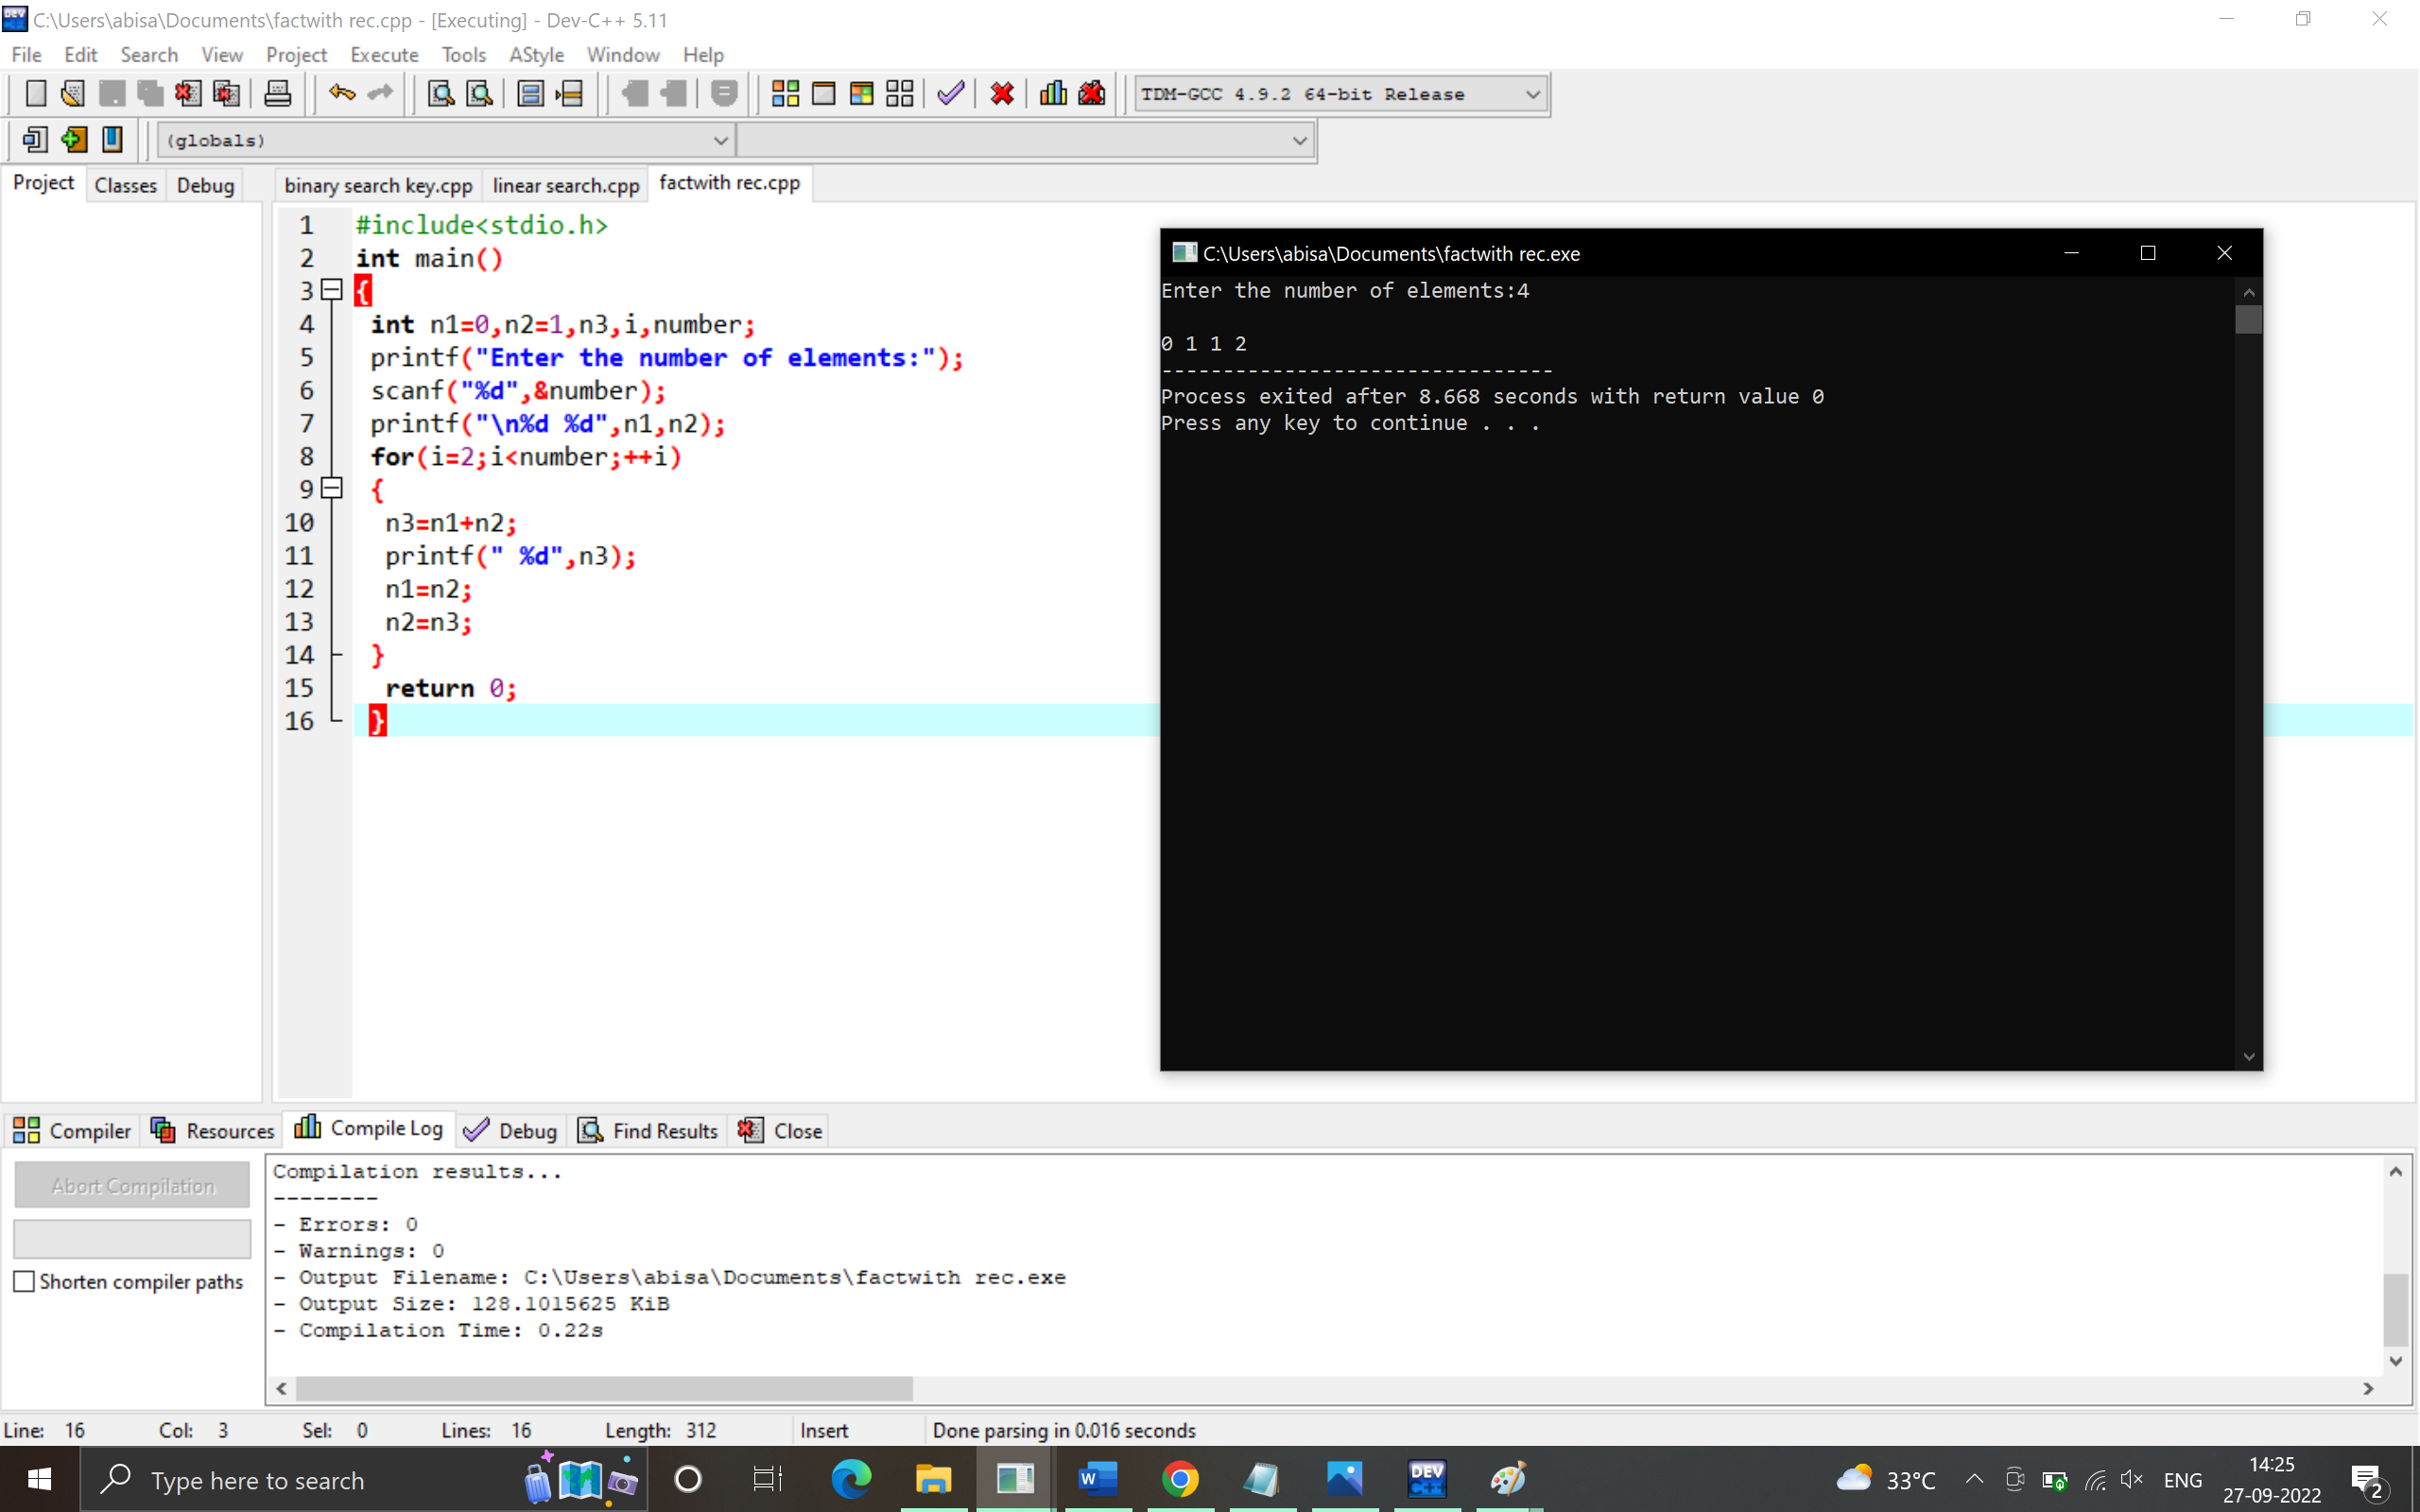 C:\Users\abisa\Documents\factwith rec.cpp - [Executing] - Dev-C++ 5.11
File Edit Search View Project Execute Tools AStyle Window Help
TDM-GCC 4.9.2 64-bit Release
(globals)
Project Classes Debug
binary search key.cpp linear search.cpp factwith rec.cpp
1 #include<stdio.h>
2 int main()
3 {
4 int n1=0,n2=1,n3,i,number;
5 printf("Enter the number of elements:");
6 scanf("%d",&number);
7 printf("\n%d %d",n1,n2);
8 for(i=2;i<number;++i)
9 {
10 n3=n1+n2;
11 printf(" %d",n3);
12 n1=n2;
13 n2=n3;
14 }
15 return 0;
16 }
C:\Users\abisa\Documents\factwith rec.exe
Enter the number of elements:4
0 1 1 2
--------------------------------
Process exited after 8.668 seconds with return value 0
Press any key to continue . . .
Compiler Resources Compile Log Debug Find Results Close
Abort Compilation
Shorten compiler paths
Compilation results...
--------
- Errors: 0
- Warnings: 0
- Output Filename: C:\Users\abisa\Documents\factwith rec.exe
- Output Size: 128.1015625 KiB
- Compilation Time: 0.22s
Line: 16 Col: 3 Sel: 0 Lines: 16 Length: 312 Insert Done parsing in 0.016 seconds
Type here to search
W
DEV C++
33°C
ENG
14:25
27-09-2022
2